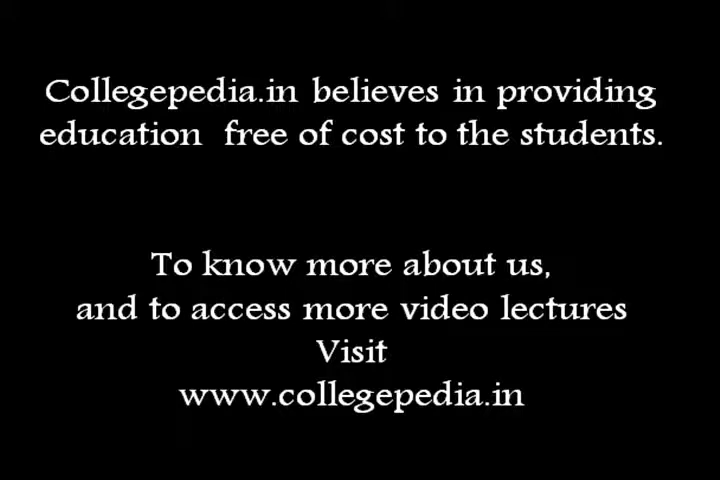 Collegepedia.in believes in providing
education free of cost to the students.
To know more about us,
and to access more video lectures
Visit
www.collegepedia.in